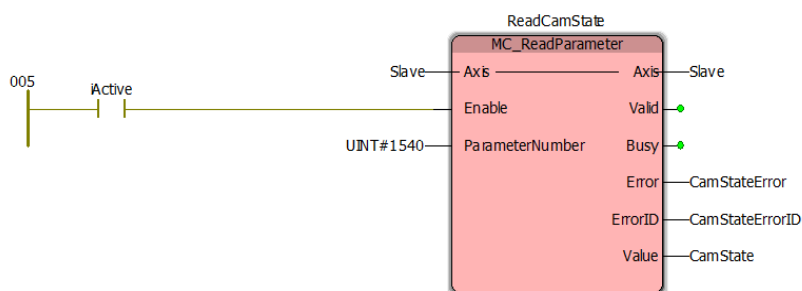 ReadCamState
MC_ReadParameter
Slave Axis Axis Slave
005 iActive
Enable Valid
UINT#1540 ParameterNumber Busy
Error CamStateError
ErrorID CamStateErrorID
Value CamState